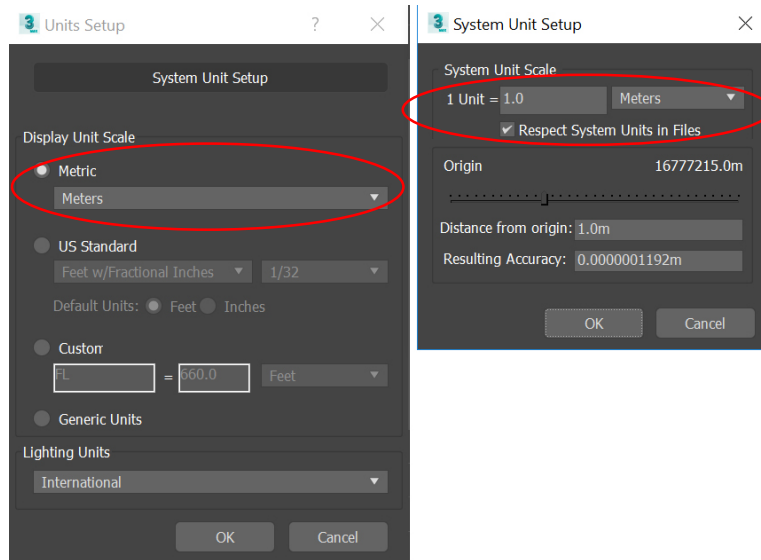 Units Setup
System Unit Setup
Display Unit Scale
Metric
Meters
US Standard
Feet w/Fractional Inches 1/32
Default Units: Feet Inches
Custom
FL = 660.0 Feet
Generic Units
Lighting Units
International
OK Cancel
System Unit Setup
System Unit Scale
1 Unit = 1.0 Meters
Respect System Units in Files
Origin 16777215.0m
Distance from origin: 1.0m
Resulting Accuracy: 0.0000001192m
OK Cancel